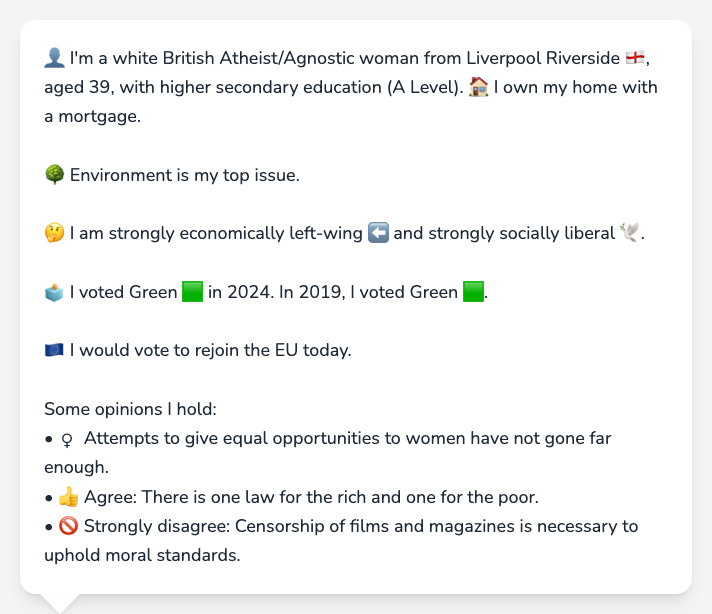 👤 I'm a white British Atheist/Agnostic woman from Liverpool Riverside 🏴󠁧󠁢󠁥󠁮󠁧󠁿,
aged 39, with higher secondary education (A Level). 🏠 I own my home with
a mortgage.
🌳 Environment is my top issue.
🤔 I am strongly economically left-wing ⬅️ and strongly socially liberal 🕊️.
🗳️ I voted Green 🟩 in 2024. In 2019, I voted Green 🟩.
🇪🇺 I would vote to rejoin the EU today.
Some opinions I hold:
• ♀ Attempts to give equal opportunities to women have not gone far
enough.
• 👍 Agree: There is one law for the rich and one for the poor.
• 🚫 Strongly disagree: Censorship of films and magazines is necessary to
uphold moral standards.